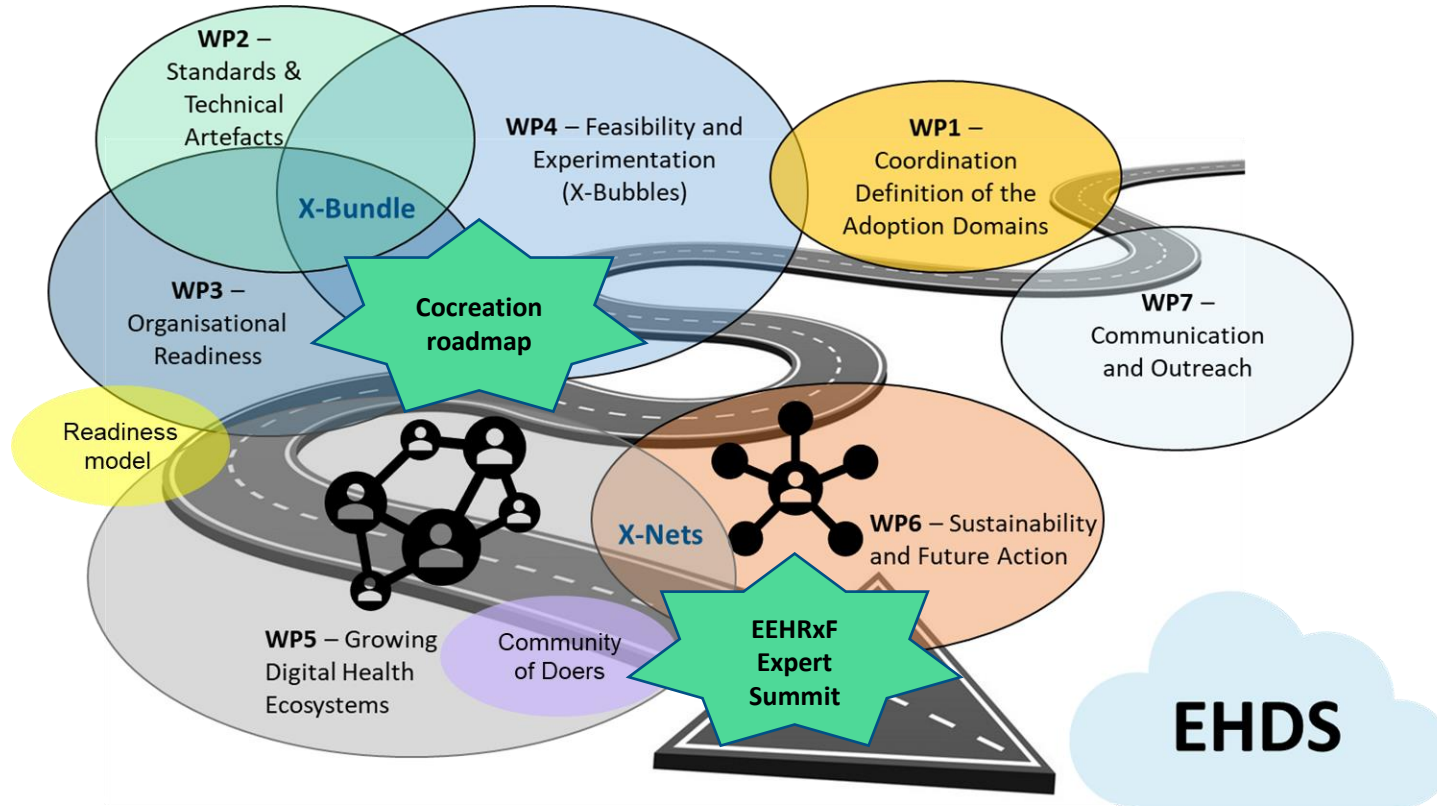 WP2 –
Standards &
Technical
Artefacts
WP4 – Feasibility and
Experimentation
(X-Bubbles)
WP1 –
Coordination
Definition of the
Adoption Domains
X-Bundle
WP3 –
Organisational
Readiness
Cocreation
roadmap
WP7 –
Communication
and Outreach
Readiness
model
X-Nets
WP6 – Sustainability
and Future Action
WP5 – Growing
Digital Health
Ecosystems
Community
of Doers
EEHRxF
Expert
Summit
EHDS